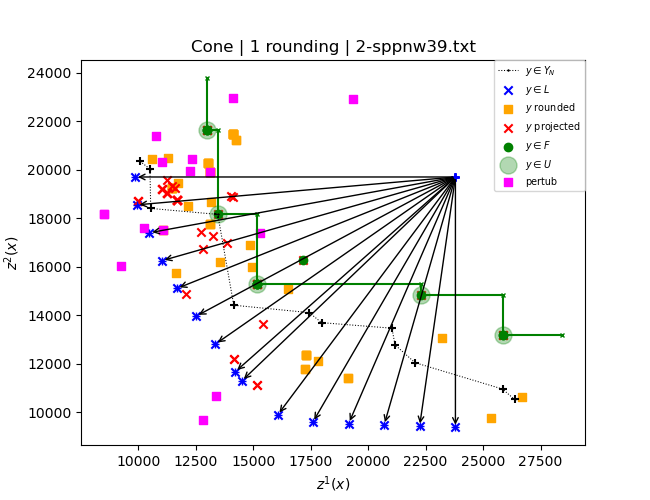 Cone | 1 rounding | 2-sppnw39.txt
24000
22000
20000
18000
16000
14000
12000
10000
z²(x)
10000 12500 15000 17500 20000 22500 25000 27500
z¹(x)
y ∈ Y_N
y ∈ L
y rounded
y projected
y ∈ F
y ∈ U
pertub